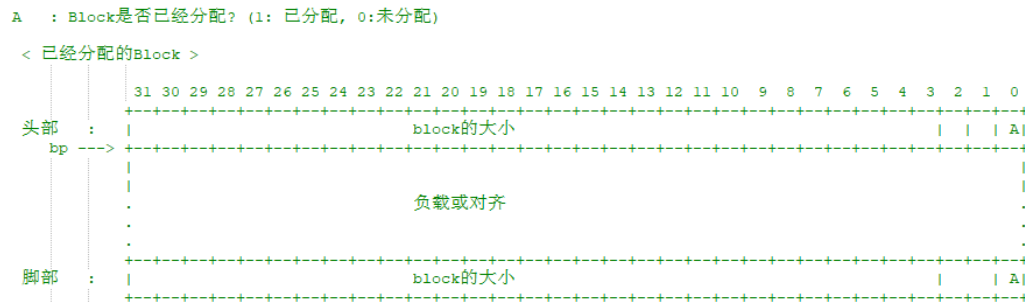 A   : Block是否已经分配? (1: 已分配, 0:未分配)
< 已经分配的Block >
31 30 29 28 27 26 25 24 23 22 21 20 19 18 17 16 15 14 13 12 11 10  9  8  7  6  5  4  3  2  1  0
+--+--+--+--+--+--+--+--+--+--+--+--+--+--+--+--+--+--+--+--+--+--+--+--+--+--+--+--+--+--+--+--+
头部   :   |                              block的大小                                              |  |  | A|
bp ---> +--+--+--+--+--+--+--+--+--+--+--+--+--+--+--+--+--+--+--+--+--+--+--+--+--+--+--+--+--+--+--+--+
|                                                                                               |
|                                                                                               |
.                              负载或对齐                                                        .
.                                                                                               .
.                                                                                               .
+--+--+--+--+--+--+--+--+--+--+--+--+--+--+--+--+--+--+--+--+--+--+--+--+--+--+--+--+--+--+--+--+
脚部   :   |                              block的大小                                              |     | A|
+--+--+--+--+--+--+--+--+--+--+--+--+--+--+--+--+--+--+--+--+--+--+--+--+--+--+--+--+--+--+--+--+